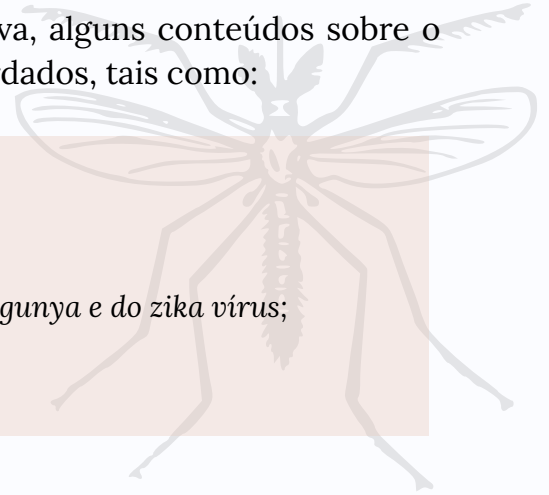 va, alguns conteúdos sobre o
dados, tais como:
gunya e do zika vírus;